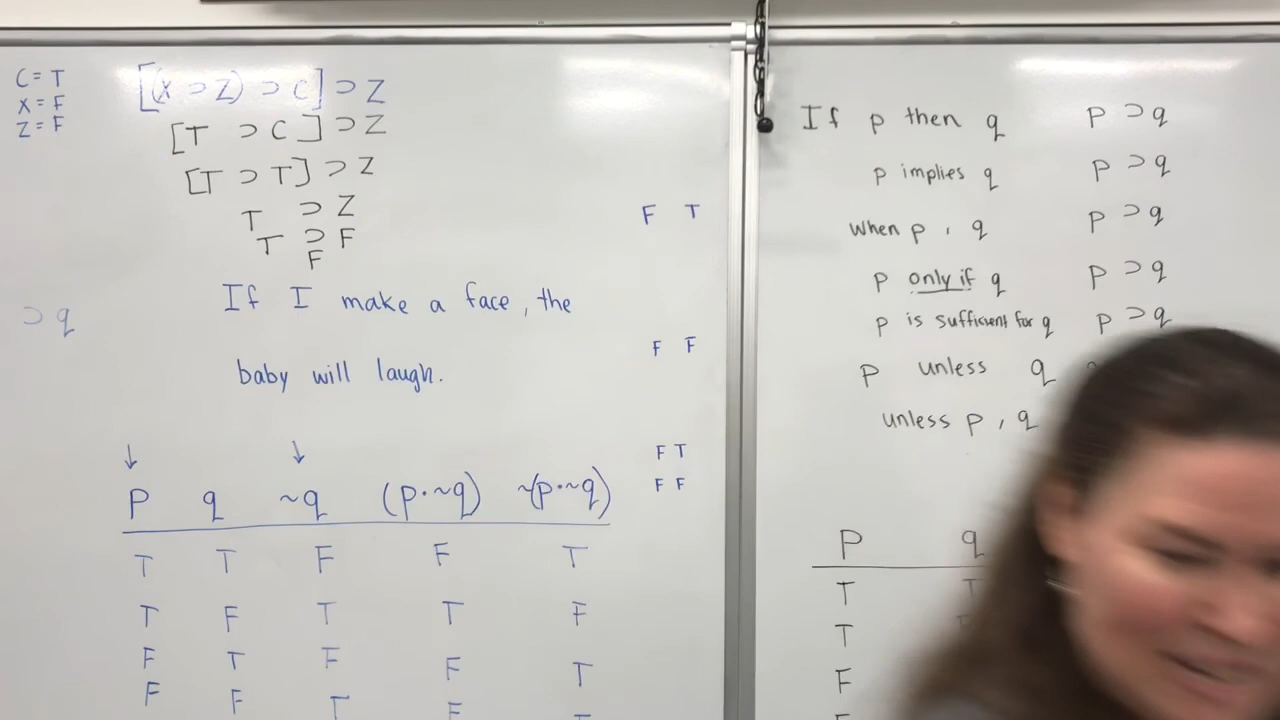 C = T
X = F
Z = F
[(X ⊃ Z) ⊃ C] ⊃ Z
[T ⊃ C] ⊃ Z
[T ⊃ T] ⊃ Z
T ⊃ Z
T ⊃ F
F
⊃ q
If I make a face, the
baby will laugh.
F T
F F
F T
F F
↓ ↓
P q ~q (p · ~q) ~(p · ~q)
T T F F T
T F T T F
F T F F T
F F T F
If p then q p ⊃ q
p implies q p ⊃ q
When p, q p ⊃ q
p only if q p ⊃ q
p is sufficient for q p ⊃ q
p unless q
unless p, q
P q
T T
T
F